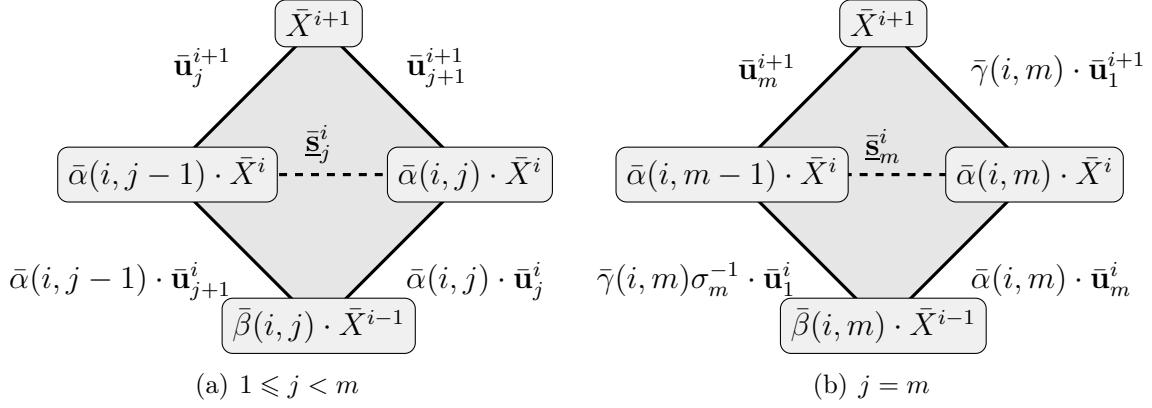 X̄^{i+1}
ū_j^{i+1} ū_{j+1}^{i+1}
s̲̄_j^i
ᾱ(i, j − 1) · X̄^i ᾱ(i, j) · X̄^i
ᾱ(i, j − 1) · ū_{j+1}^i ᾱ(i, j) · ū_j^i
β̄(i, j) · X̄^{i−1}
(a) 1 ⩽ j < m
X̄^{i+1}
ū_m^{i+1} γ̄(i, m) · ū_1^{i+1}
s̲̄_m^i
ᾱ(i, m − 1) · X̄^i ᾱ(i, m) · X̄^i
γ̄(i, m)σ_m^{−1} · ū_1^i ᾱ(i, m) · ū_m^i
β̄(i, m) · X̄^{i−1}
(b) j = m